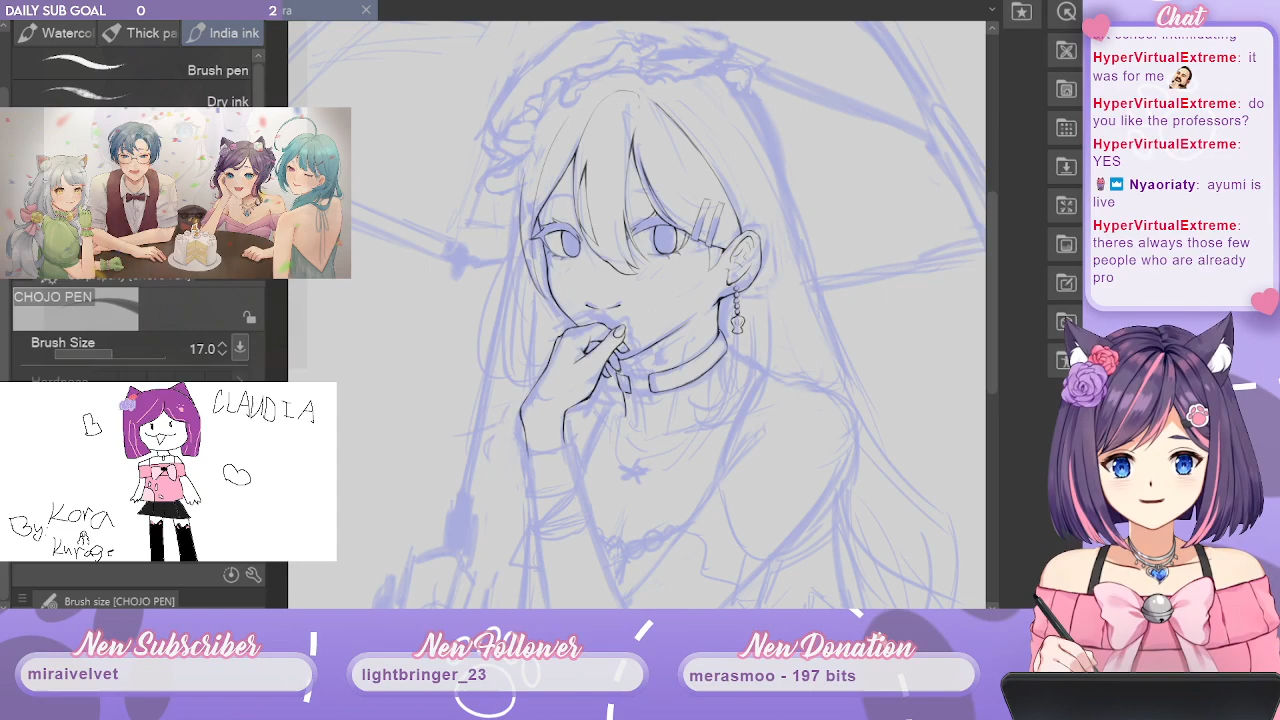 DAILY SUB GOAL 0 2
ra
Waterco
Thick pa
India ink
Brush pen
Dry ink
CHOJO PEN
Brush Size
17.0
Brush size [CHOJO PEN]
CLAUDIA
By Kora
Chat
HyperVirtualExtreme: it
was for me
HyperVirtualExtreme: do
you like the professors?
HyperVirtualExtreme:
YES
Nyaoriaty: ayumi is
live
HyperVirtualExtreme:
theres always those few
people who are already
pro
New Subscriber
miraivelvet
New Follower
lightbringer_23
New Donation
merasmoo - 197 bits